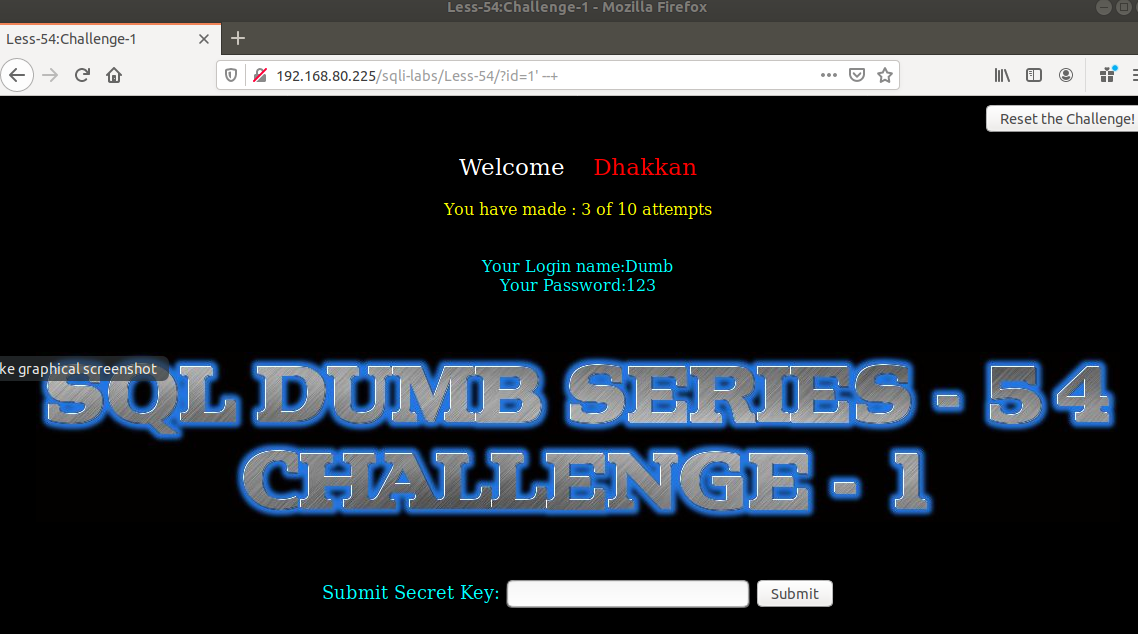 Less-54:Challenge-1 - Mozilla Firefox
Less-54:Challenge-1
192.168.80.225/sqli-labs/Less-54/?id=1' --+
Reset the Challenge!
Welcome Dhakkan
You have made : 3 of 10 attempts
Your Login name:Dumb
Your Password:123
ke graphical screenshot
SQL DUMB SERIES - 54
CHALLENGE - 1
Submit Secret Key: Submit